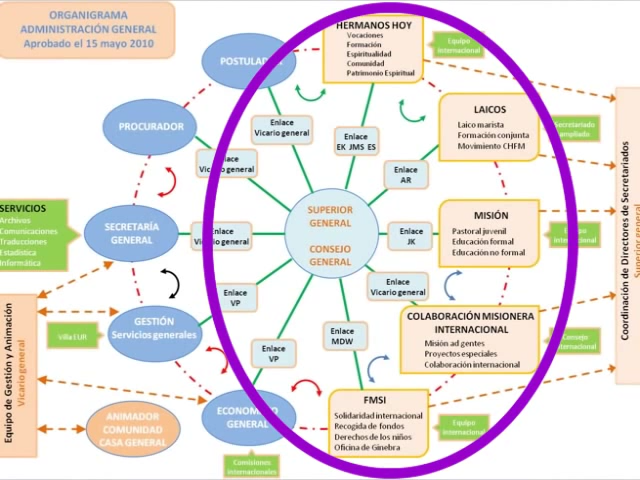 ORGANIGRAMA
ADMINISTRACIÓN GENERAL
Aprobado el 15 mayo 2010
HERMANOS HOY
Vocaciones
Formación
Espiritualidad
Comunidad
Patrimonio Espiritual
Equipo
internacional
POSTULADOR
LAICOS
Laico marista
Formación conjunta
Movimiento CHFM
Secretariado
ampliado
PROCURADOR
Enlace
Vicario general
Enlace
EK JMS ES
Enlace
Vicario general
Enlace
AR
SERVICIOS
Archivos
Comunicaciones
Traducciones
Estadística
Informática
SECRETARÍA
GENERAL
Enlace
Vicario general
SUPERIOR
GENERAL
CONSEJO
GENERAL
Enlace
JK
MISIÓN
Pastoral juvenil
Educación formal
Educación no formal
Equipo
internacional
Coordinación de Directores de Secretariados
Superior general
Enlace
VP
Enlace
Vicario general
Equipo de Gestión y Animación
Vicario general
Villa EUR
GESTIÓN
Servicios generales
Enlace
VP
Enlace
MDW
COLABORACIÓN MISIONERA
INTERNACIONAL
Misión ad gentes
Proyectos especiales
Colaboración internacional
Consejo
internacional
ANIMADOR
COMUNIDAD
CASA GENERAL
ECONOMATO
GENERAL
FMSI
Solidaridad internacional
Recogida de fondos
Derechos de los niños
Oficina de Ginebra
Equipo
internacional
Comisiones
internacionales